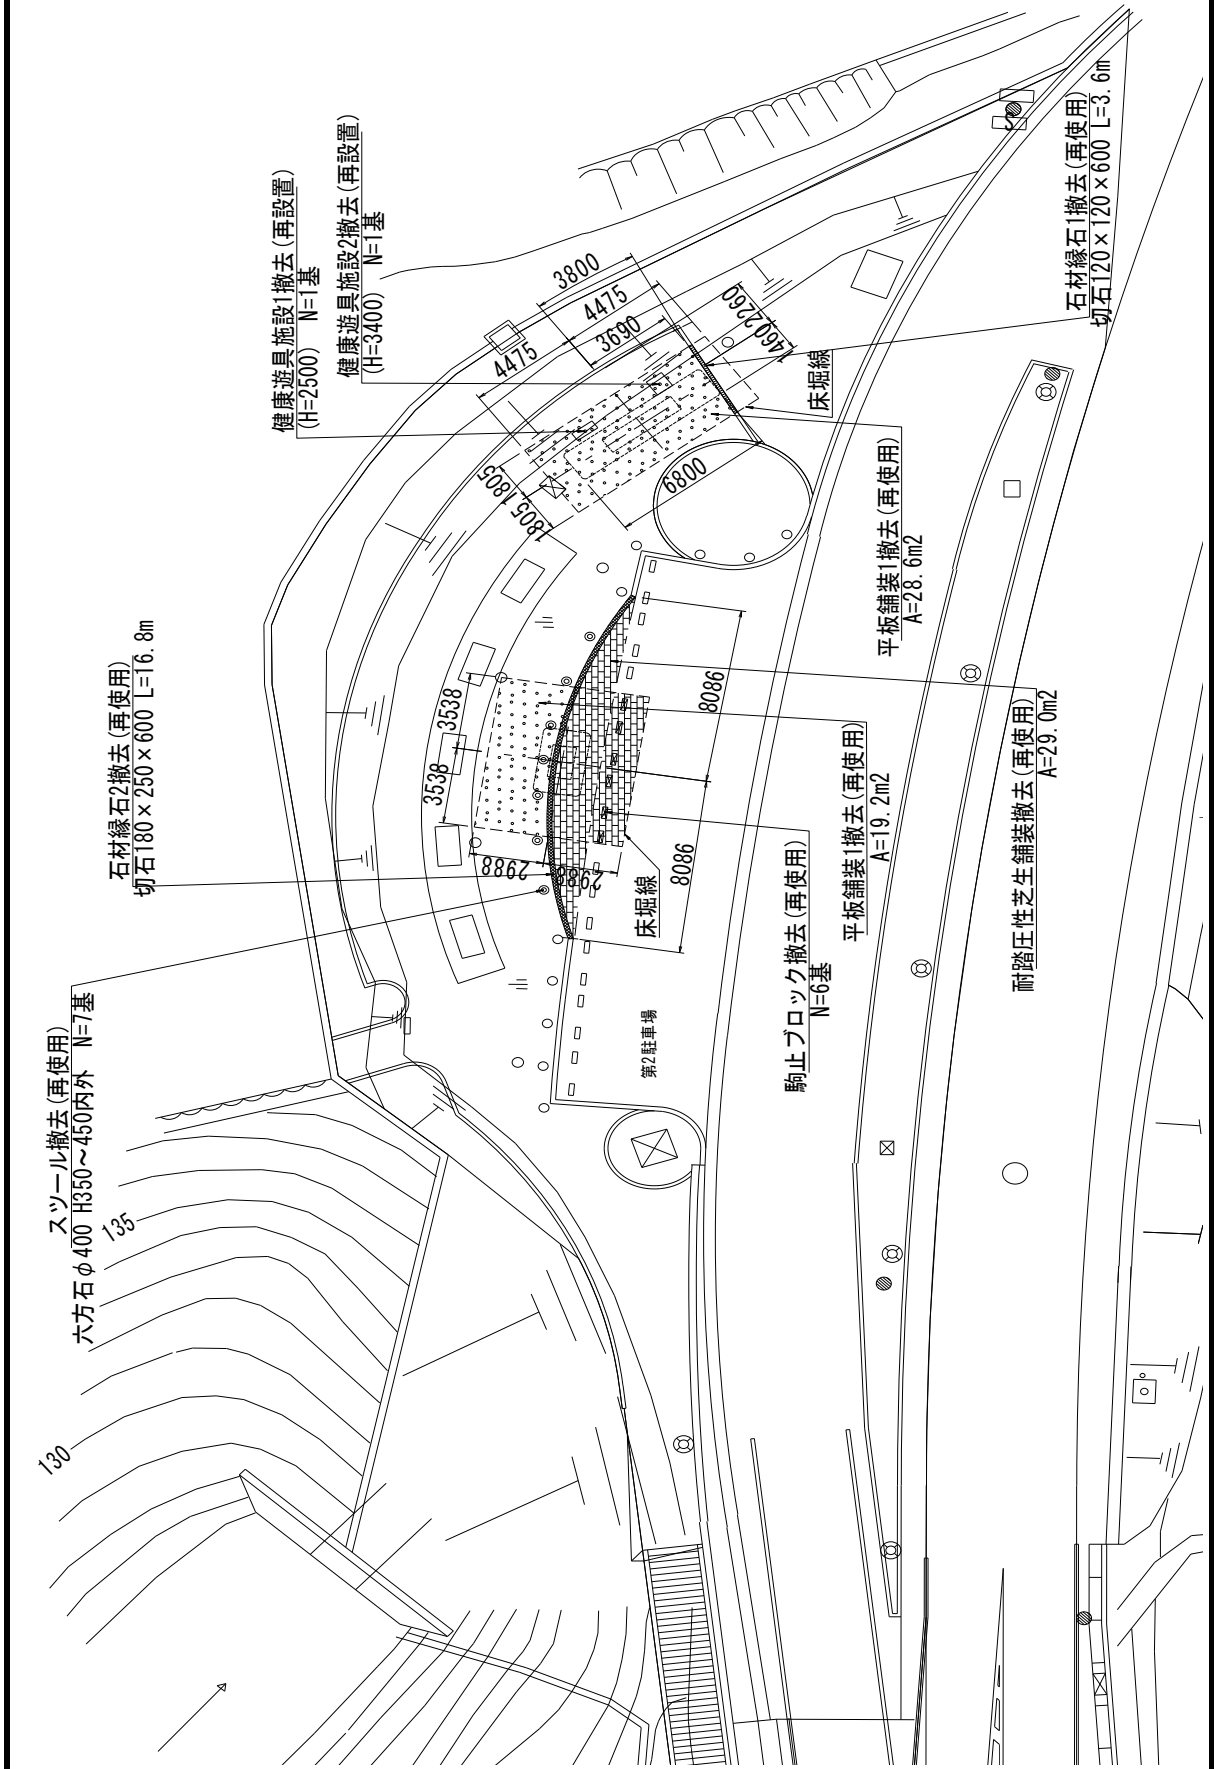 スツール撤去(再使用)
六方石φ400 H350～450内外 N=7基
石材縁石2撤去(再使用)
切石180×250×600 L=16.8m
健康遊具施設1撤去(再設置)
(H=2500) N=1基
健康遊具施設2撤去(再設置)
(H=3400) N=1基
石材縁石1撤去(再使用)
切石120×120×600 L=3.6m
平板舗装1撤去(再使用)
A=28.6m2
耐踏圧性芝生舗装撤去(再使用)
A=29.0m2
平板舗装1撤去(再使用)
A=19.2m2
駒止ブロック撤去(再使用)
N=6基
床堀線
床堀線
第2駐車場
3800
4475
3690
4475
2260
1460
1805
1805
6800
3538
3538
2988
2988
8086
8086
135
130